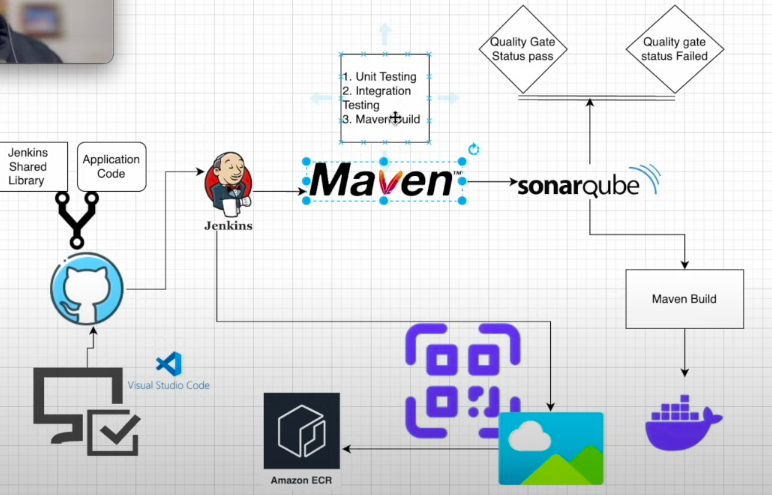 Quality Gate
Status pass
Quality gate
status Failed
1. Unit Testing
2. Integration
Testing
3. Maven Build
Jenkins
Shared
Library
Application
Code
Jenkins
Maven™
sonarqube
Maven Build
Visual Studio Code
Amazon ECR